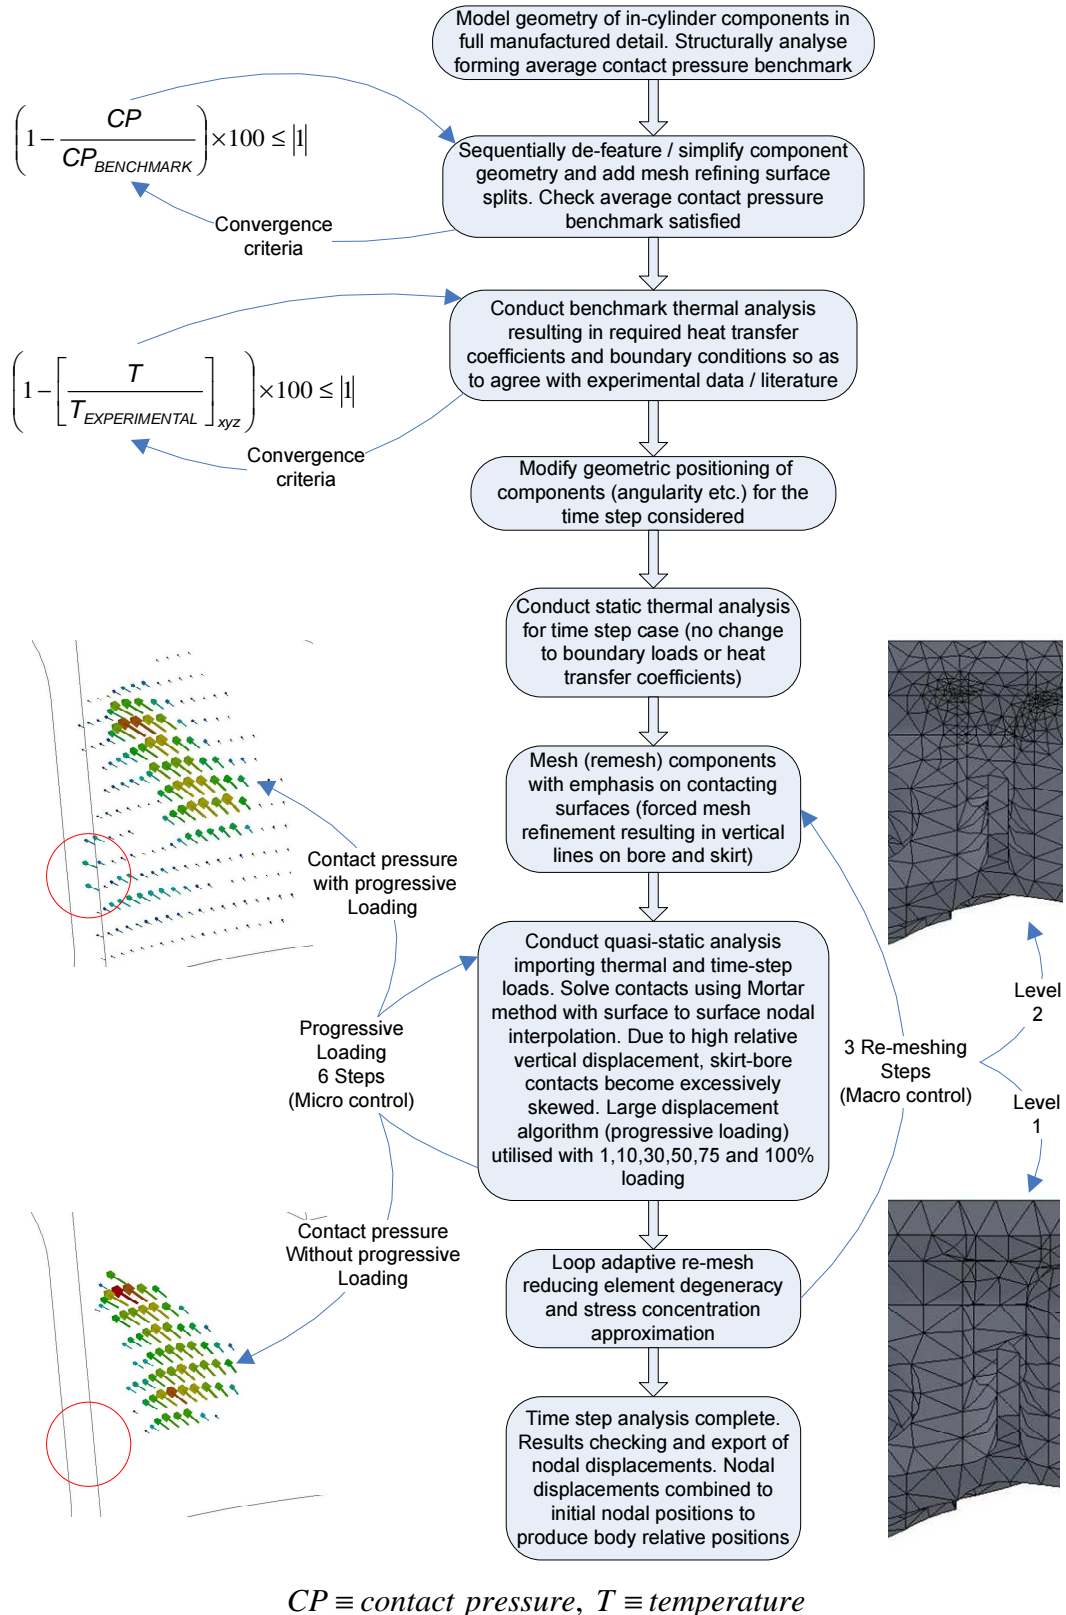 Model geometry of in-cylinder components in
full manufactured detail. Structurally analyse
forming average contact pressure benchmark
(1 − CP / CP_BENCHMARK) ×100 ≤ |1|
Sequentially de-feature / simplify component
geometry and add mesh refining surface
splits. Check average contact pressure
benchmark satisfied
Convergence
criteria
Conduct benchmark thermal analysis
resulting in required heat transfer
coefficients and boundary conditions so as
to agree with experimental data / literature
(1 − [T / T_EXPERIMENTAL]_xyz) ×100 ≤ |1|
Convergence
criteria
Modify geometric positioning of
components (angularity etc.) for the
time step considered
Conduct static thermal analysis
for time step case (no change
to boundary loads or heat
transfer coefficients)
Mesh (remesh) components
with emphasis on contacting
surfaces (forced mesh
refinement resulting in vertical
lines on bore and skirt)
Contact pressure
with progressive
Loading
Conduct quasi-static analysis
importing thermal and time-step
loads. Solve contacts using Mortar
method with surface to surface nodal
interpolation. Due to high relative
vertical displacement, skirt-bore
contacts become excessively
skewed. Large displacement
algorithm (progressive loading)
utilised with 1,10,30,50,75 and 100%
loading
Progressive
Loading
6 Steps
(Micro control)
3 Re-meshing
Steps
(Macro control)
Level
2
Level
1
Contact pressure
Without progressive
Loading
Loop adaptive re-mesh
reducing element degeneracy
and stress concentration
approximation
Time step analysis complete.
Results checking and export of
nodal displacements. Nodal
displacements combined to
initial nodal positions to
produce body relative positions
CP ≡ contact pressure, T ≡ temperature